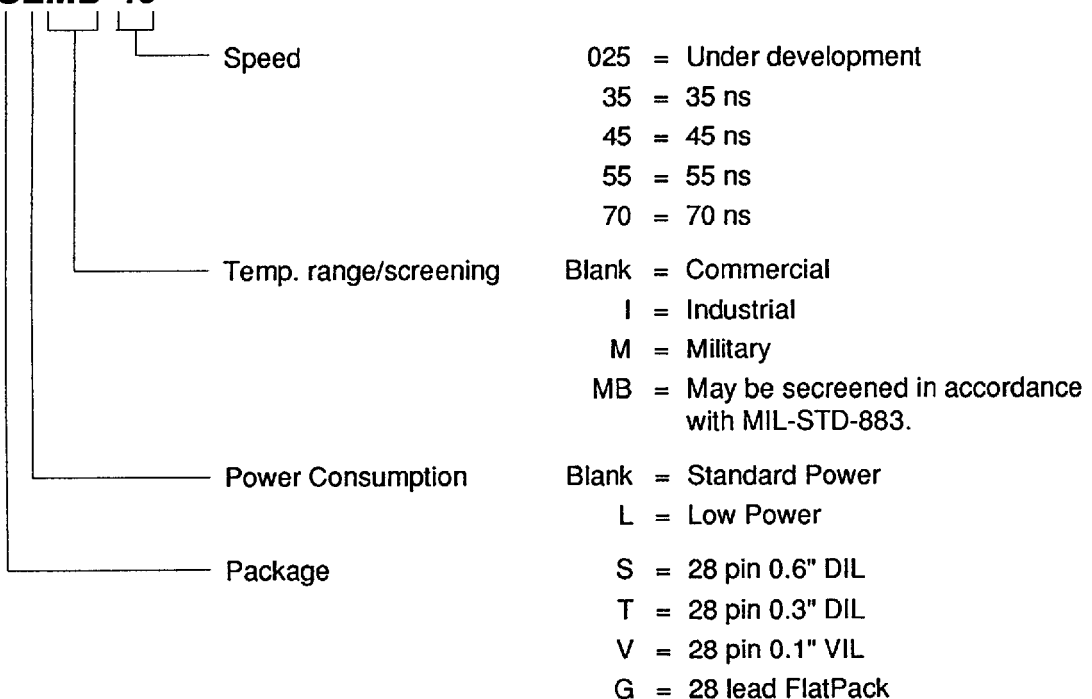 Speed 025 = Under development
35 = 35 ns
45 = 45 ns
55 = 55 ns
70 = 70 ns
Temp. range/screening Blank = Commercial
I = Industrial
M = Military
MB = May be secreened in accordance
with MIL-STD-883.
Power Consumption Blank = Standard Power
L = Low Power
Package S = 28 pin 0.6" DIL
T = 28 pin 0.3" DIL
V = 28 pin 0.1" VIL
G = 28 lead FlatPack